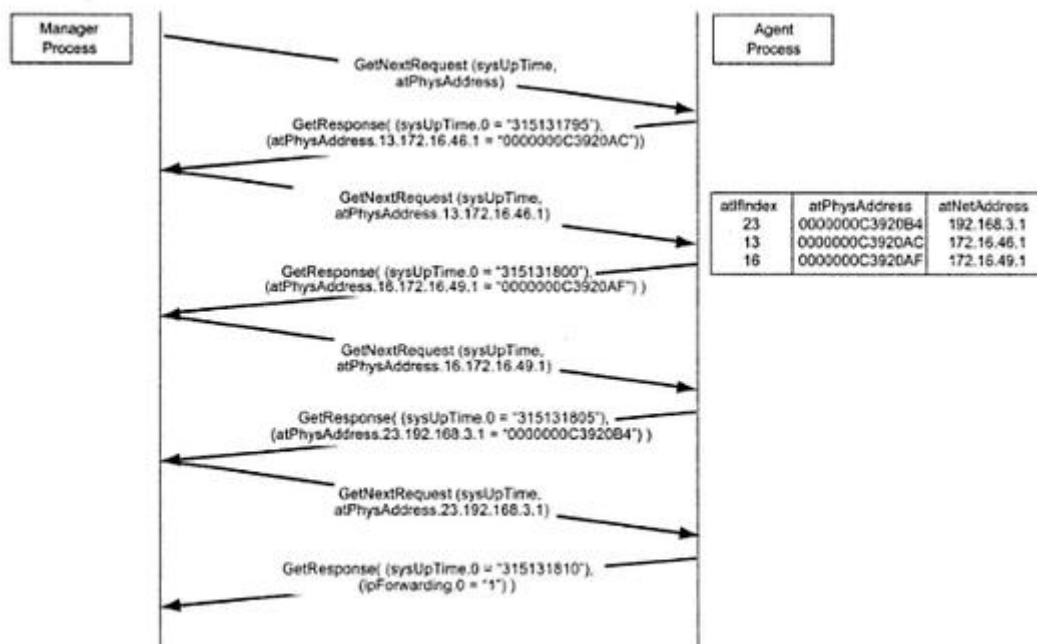 Manager
Process
Agent
Process
GetNextRequest (sysUpTime,
atPhysAddress)
GetResponse( (sysUpTime.0 = "315131795"),
(atPhysAddress.13.172.16.46.1 = "0000000C3920AC"))
GetNextRequest (sysUpTime,
atPhysAddress.13.172.16.46.1)
atIfIndex atPhysAddress atNetAddress
23 0000000C3920B4 192.168.3.1
13 0000000C3920AC 172.16.46.1
16 0000000C3920AF 172.16.49.1
GetResponse( (sysUpTime.0 = "315131800"),
(atPhysAddress.16.172.16.49.1 = "0000000C3920AF") )
GetNextRequest (sysUpTime,
atPhysAddress.16.172.16.49.1)
GetResponse( (sysUpTime.0 = "315131805"),
(atPhysAddress.23.192.168.3.1 = "0000000C3920B4") )
GetNextRequest (sysUpTime,
atPhysAddress.23.192.168.3.1)
GetResponse( (sysUpTime.0 = "315131810"),
(ipForwarding.0 = "1") )